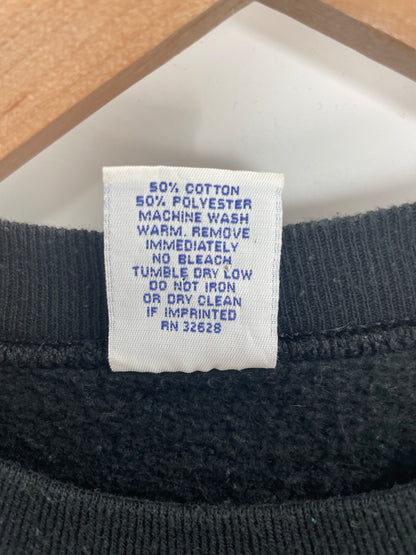 50% COTTON
50% POLYESTER
MACHINE WASH
WARM. REMOVE
IMMEDIATELY
NO BLEACH
TUMBLE DRY LOW
DO NOT IRON
OR DRY CLEAN
IF IMPRINTED
RN 32628